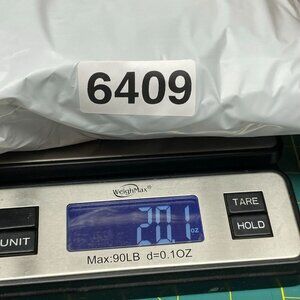 6409
WeighMax®
TARE
20.1 oz
UNIT
HOLD
Max:90LB d=0.1OZ